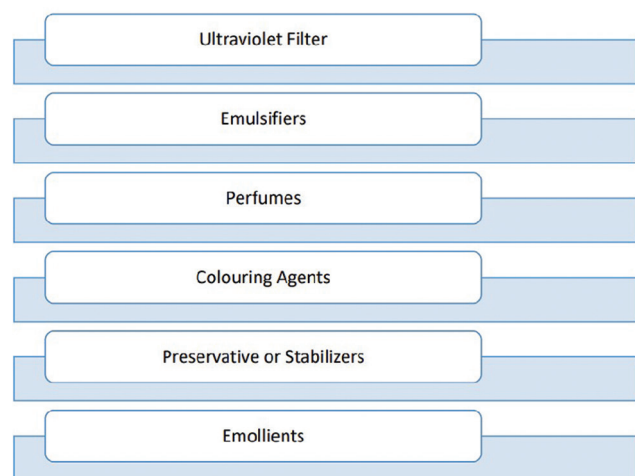 Ultraviolet Filter
Emulsifiers
Perfumes
Colouring Agents
Preservative or Stabilizers
Emollients